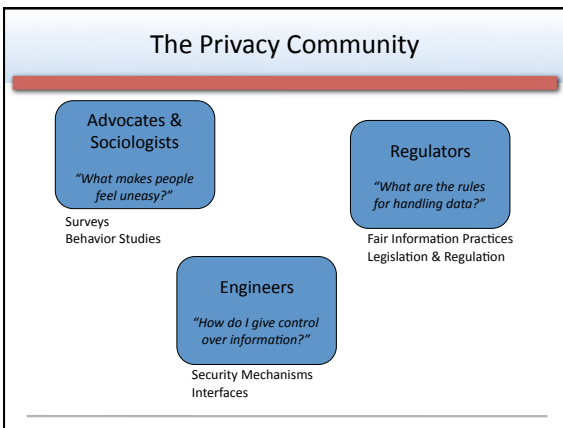 The Privacy Community
Advocates &
Sociologists
“What makes people
feel uneasy?”
Surveys
Behavior Studies
Regulators
“What are the rules
for handling data?”
Fair Information Practices
Legislation & Regulation
Engineers
“How do I give control
over information?”
Security Mechanisms
Interfaces